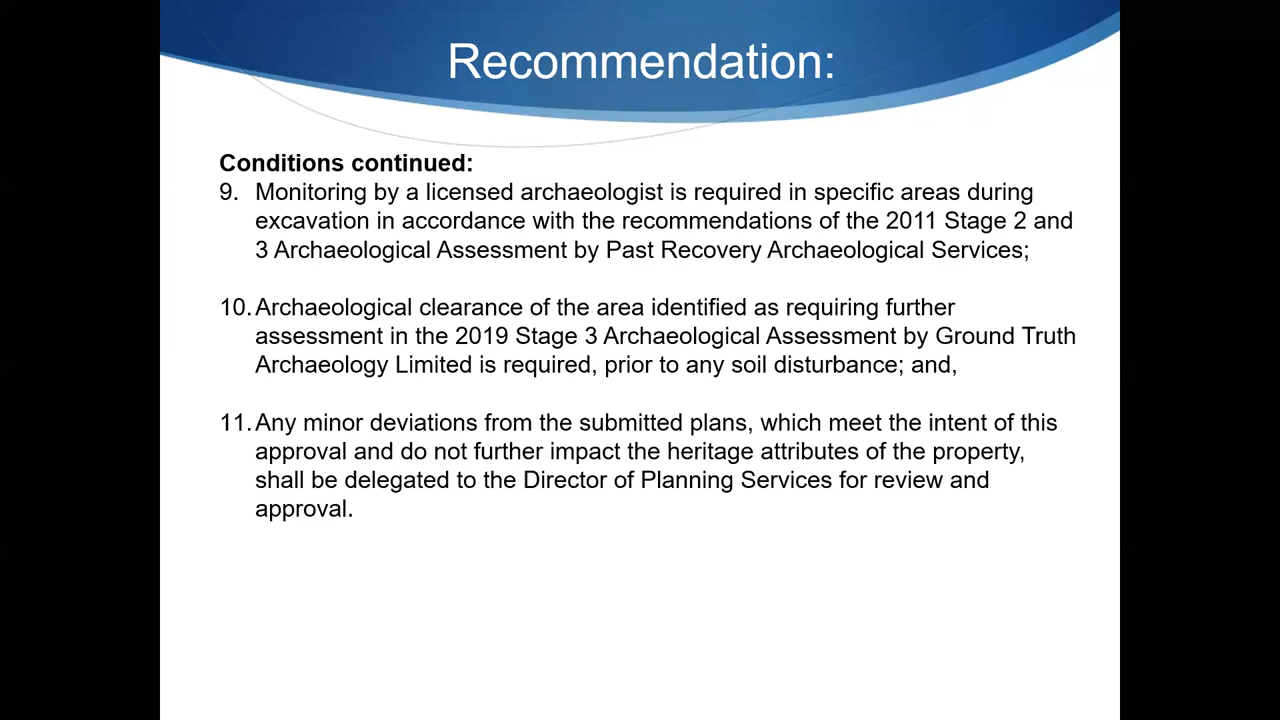 Recommendation:
Conditions continued:
9. Monitoring by a licensed archaeologist is required in specific areas during
excavation in accordance with the recommendations of the 2011 Stage 2 and
3 Archaeological Assessment by Past Recovery Archaeological Services;
10. Archaeological clearance of the area identified as requiring further
assessment in the 2019 Stage 3 Archaeological Assessment by Ground Truth
Archaeology Limited is required, prior to any soil disturbance; and,
11. Any minor deviations from the submitted plans, which meet the intent of this
approval and do not further impact the heritage attributes of the property,
shall be delegated to the Director of Planning Services for review and
approval.